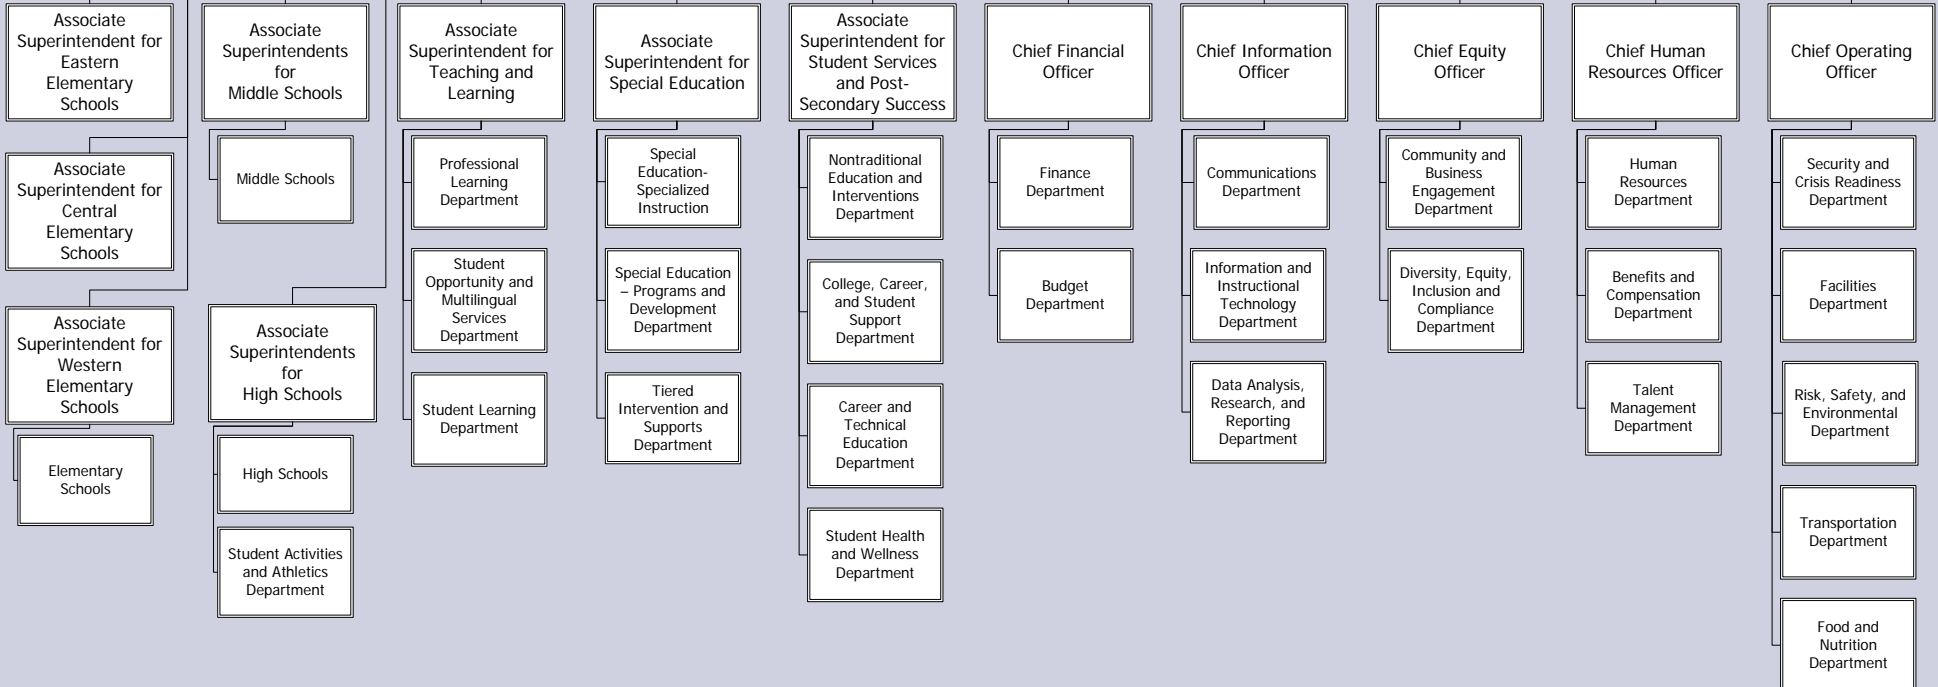 Associate
Superintendent for
Eastern
Elementary
Schools
Associate
Superintendent for
Central
Elementary
Schools
Associate
Superintendent for
Western
Elementary
Schools
Elementary
Schools
Associate
Superintendents
for
Middle Schools
Middle Schools
Associate
Superintendents
for
High Schools
High Schools
Student Activities
and Athletics
Department
Associate
Superintendent for
Teaching and
Learning
Professional
Learning
Department
Student
Opportunity and
Multilingual
Services
Department
Student Learning
Department
Associate
Superintendent for
Special Education
Special
Education-
Specialized
Instruction
Special Education
– Programs and
Development
Department
Tiered
Intervention and
Supports
Department
Associate
Superintendent for
Student Services
and Post-
Secondary Success
Nontraditional
Education and
Interventions
Department
College, Career,
and Student
Support
Department
Career and
Technical
Education
Department
Student Health
and Wellness
Department
Chief Financial
Officer
Finance
Department
Budget
Department
Chief Information
Officer
Communications
Department
Information and
Instructional
Technology
Department
Data Analysis,
Research, and
Reporting
Department
Chief Equity
Officer
Community and
Business
Engagement
Department
Diversity, Equity,
Inclusion and
Compliance
Department
Chief Human
Resources Officer
Human
Resources
Department
Benefits and
Compensation
Department
Talent
Management
Department
Chief Operating
Officer
Security and
Crisis Readiness
Department
Facilities
Department
Risk, Safety, and
Environmental
Department
Transportation
Department
Food and
Nutrition
Department